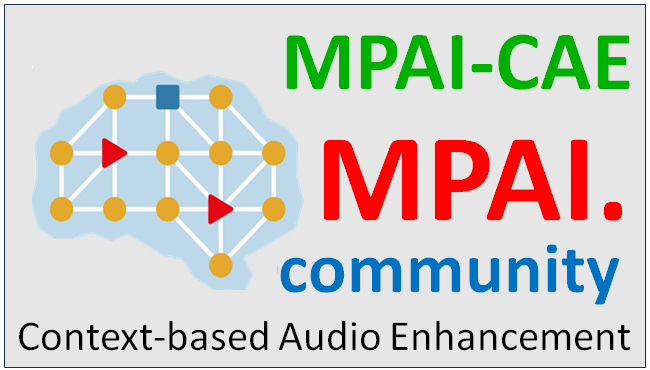 MPAI-CAE
MPAI.
community
Context-based Audio Enhancement